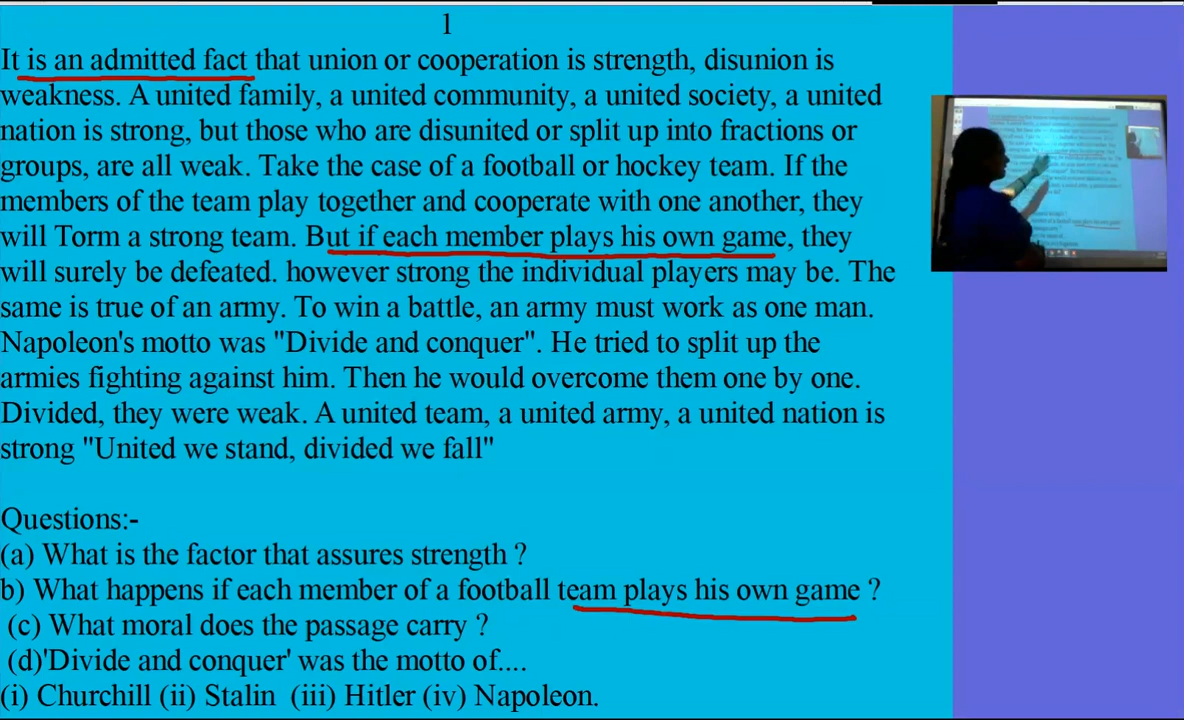 1
It is an admitted fact that union or cooperation is strength, disunion is
weakness. A united family, a united community, a united society, a united
nation is strong, but those who are disunited or split up into fractions or
groups, are all weak. Take the case of a football or hockey team. If the
members of the team play together and cooperate with one another, they
will Torm a strong team. But if each member plays his own game, they
will surely be defeated. however strong the individual players may be. The
same is true of an army. To win a battle, an army must work as one man.
Napoleon's motto was "Divide and conquer". He tried to split up the
armies fighting against him. Then he would overcome them one by one.
Divided, they were weak. A united team, a united army, a united nation is
strong "United we stand, divided we fall"
Questions:-
(a) What is the factor that assures strength ?
b) What happens if each member of a football team plays his own game ?
(c) What moral does the passage carry ?
(d)'Divide and conquer' was the motto of....
(i) Churchill (ii) Stalin (iii) Hitler (iv) Napoleon.